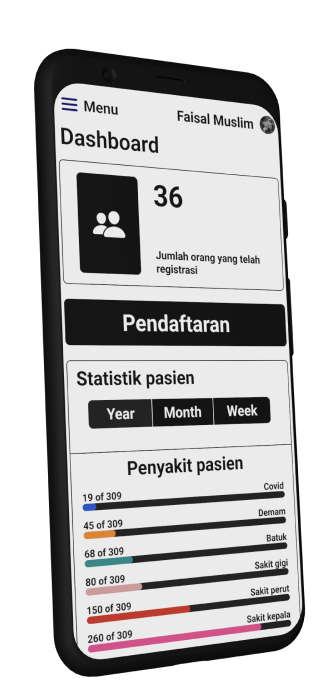 Menu
Faisal Muslim
Dashboard
36
Jumlah orang yang telah
registrasi
Pendaftaran
Statistik pasien
Year Month Week
Penyakit pasien
19 of 309 Covid
45 of 309 Demam
68 of 309 Batuk
80 of 309 Sakit gigi
150 of 309 Sakit perut
260 of 309 Sakit kepala